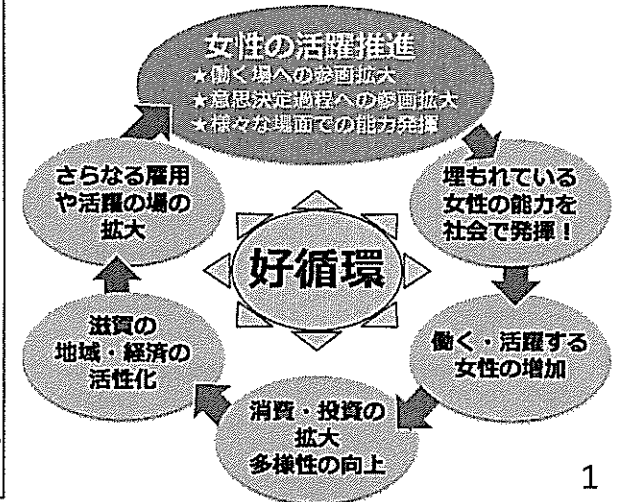 女性の活躍推進
★働く場への参画拡大
★意思決定過程への参画拡大
★様々な場面での能力発揮
埋もれている
女性の能力を
社会で発揮！
働く・活躍する
女性の増加
消費・投資の
拡大
多様性の向上
滋賀の
地域・経済の
活性化
さらなる雇用
や活躍の場の
拡大
好循環
1